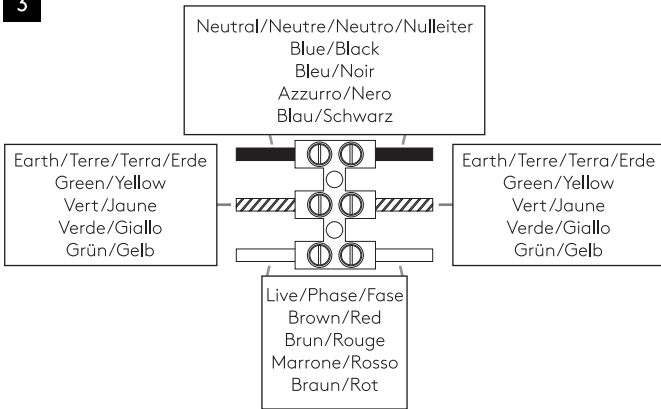 3
Neutral/Neutre/Neutro/Nulleiter
Blue/Black
Bleu/Noir
Azzurro/Nero
Blau/Schwarz
Earth/Terre/Terra/Erde
Green/Yellow
Vert/Jaune
Verde/Giallo
Grün/Gelb
Earth/Terre/Terra/Erde
Green/Yellow
Vert/Jaune
Verde/Giallo
Grün/Gelb
Live/Phase/Fase
Brown/Red
Brun/Rouge
Marrone/Rosso
Braun/Rot